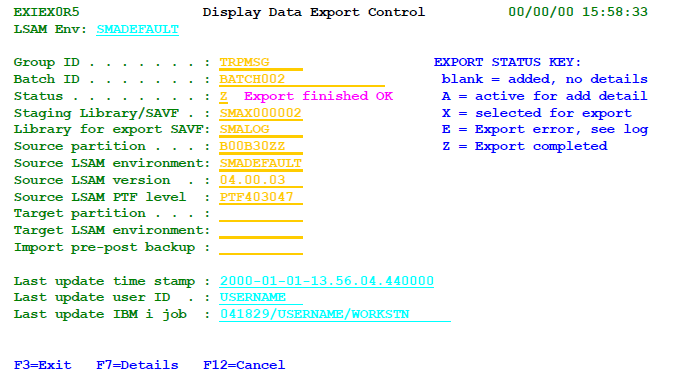 EXIEX0R5 Display Data Export Control 00/00/00 15:58:33
LSAM Env: SMADEFAULT
Group ID . . . . . . . : TRPMSG EXPORT STATUS KEY:
Batch ID . . . . . . . : BATCH002 blank = added, no details
Status . . . . . . . . : Z Export finished OK A = active for add detail
Staging Library/SAVF . : SMAX000002 X = selected for export
Library for export SAVF: SMALOG E = Export error, see log
Source partition . . . : B00B30ZZ Z = Export completed
Source LSAM environment: SMADEFAULT
Source LSAM version . : 04.00.03
Source LSAM PTF level : PTF403047
Target partition . . . :
Target LSAM environment:
Import pre-post backup :
Last update time stamp : 2000-01-01-13.56.04.440000
Last update user ID . : USERNAME
Last update IBM i job : 041829/USERNAME/WORKSTN
F3=Exit F7=Details F12=Cancel